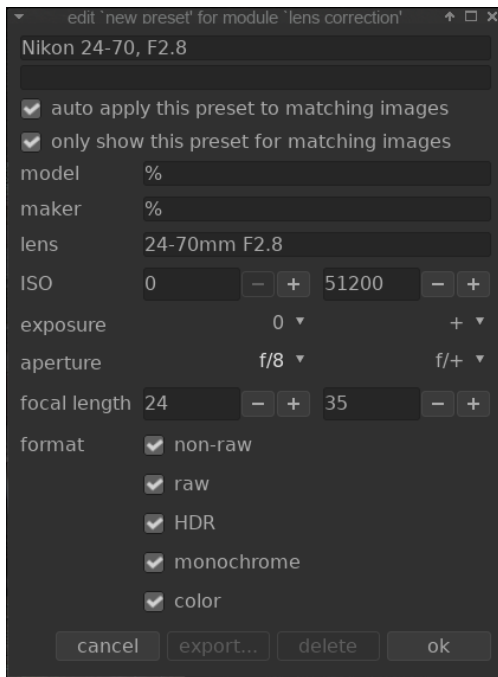 edit `new preset' for module `lens correction'
Nikon 24-70, F2.8
auto apply this preset to matching images
only show this preset for matching images
model %
maker %
lens 24-70mm F2.8
ISO 0 − + 51200 − +
exposure 0 +
aperture f/8 f/+
focal length 24 − + 35 − +
format non-raw
raw
HDR
monochrome
color
cancel export... delete ok